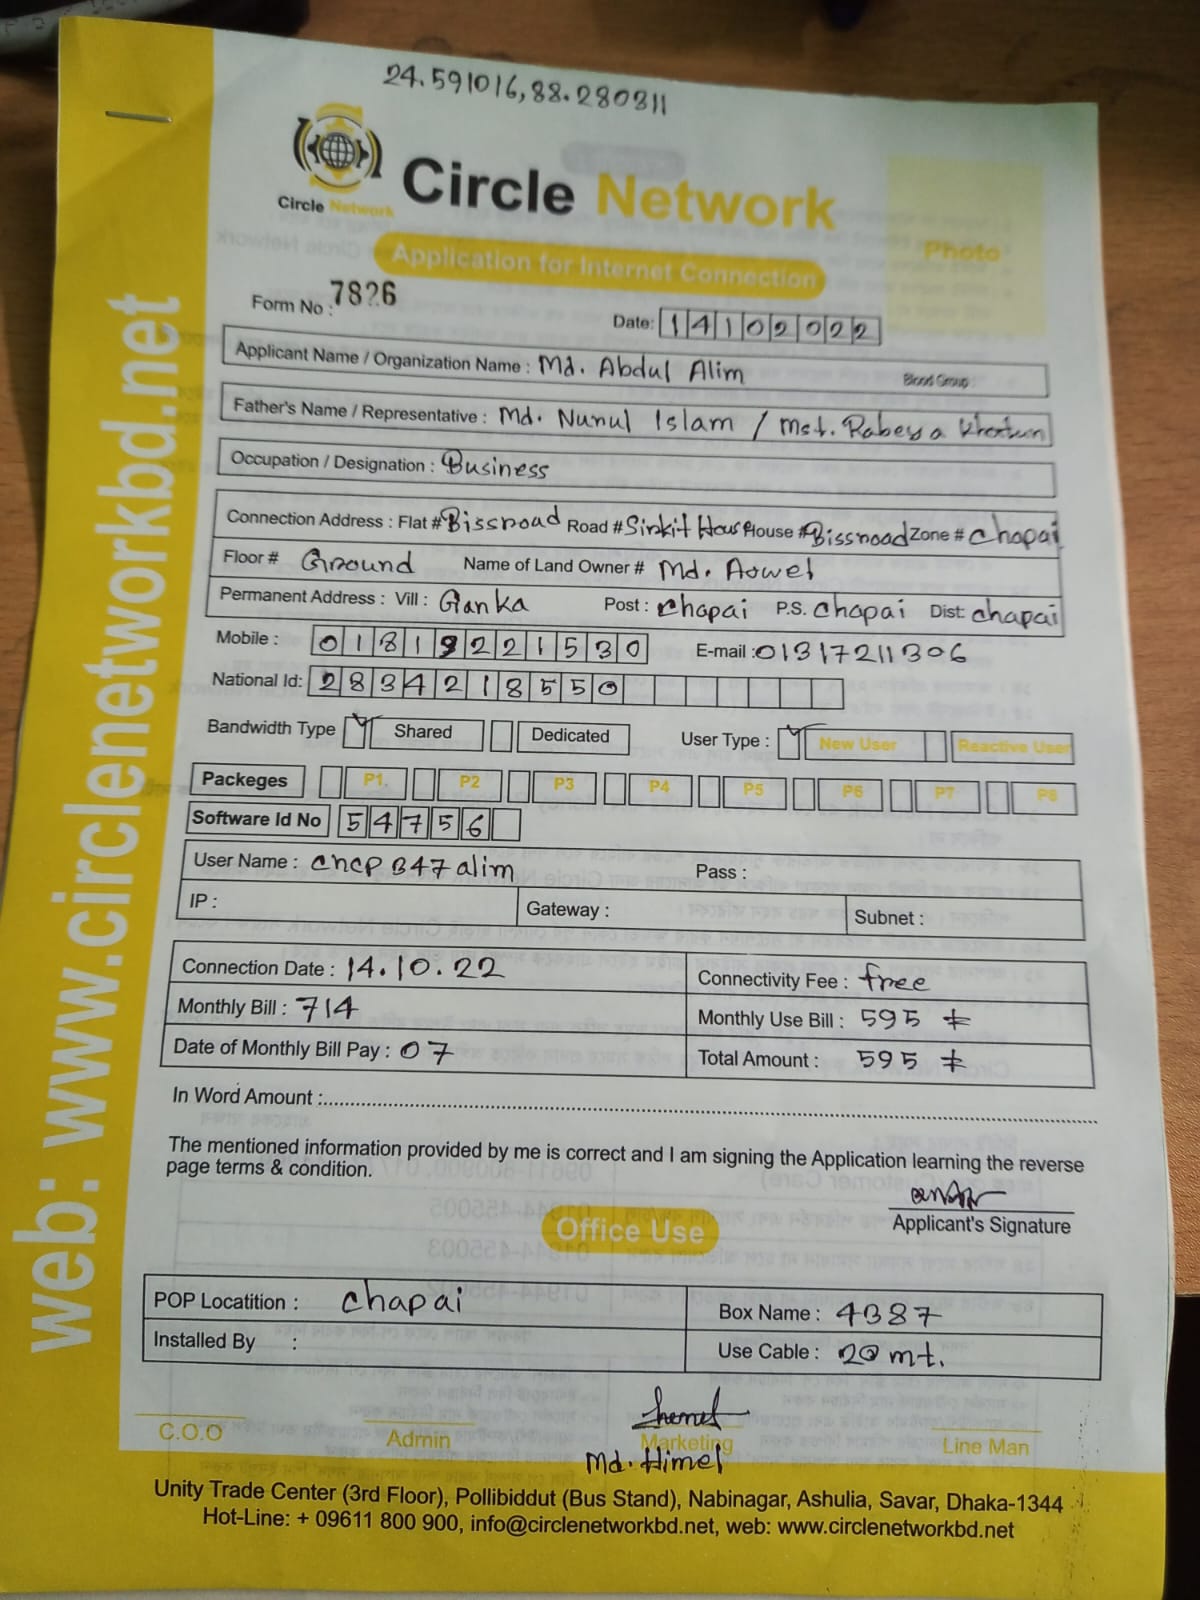 24.591016,88.280311
Circle Network
Circle Network
Photo
Application for Internet Connection
Form No : 7826
Date: 14102022
Applicant Name / Organization Name : Md. Abdul Alim Blood Group :
Father's Name / Representative : Md. Nurul Islam / Mst. Rabeya Khatun
Occupation / Designation : Business
Connection Address : Flat # Bissroad Road # Sirkit House House # Bissroad Zone # Chapai
Floor # Ground Name of Land Owner # Md. Aowel
Permanent Address : Vill : Ganka Post : Chapai P.S. Chapai Dist: Chapai
Mobile : 01819221530 E-mail : 01317211306
National Id: 2834218550
Bandwidth Type Shared Dedicated User Type : New User Reactive User
Packeges P1. P2 P3 P4 P5 P6 P7 P8
Software Id No 54756
User Name : chcp B47 alim Pass :
IP : Gateway : Subnet :
Connection Date : 14.10.22 Connectivity Fee : free
Monthly Bill : 714 Monthly Use Bill : 595
Date of Monthly Bill Pay : 07 Total Amount : 595
In Word Amount :
The mentioned information provided by me is correct and I am signing the Application learning the reverse
page terms & condition.
Applicant's Signature
Office Use
POP Locatition : Chapai Box Name : 4B87
Installed By : Use Cable : 20 mt.
C.O.O Admin Marketing Line Man
Md. Himel
Unity Trade Center (3rd Floor), Pollibiddut (Bus Stand), Nabinagar, Ashulia, Savar, Dhaka-1344
Hot-Line: + 09611 800 900, info@circlenetworkbd.net, web: www.circlenetworkbd.net
web: www.circlenetworkbd.net